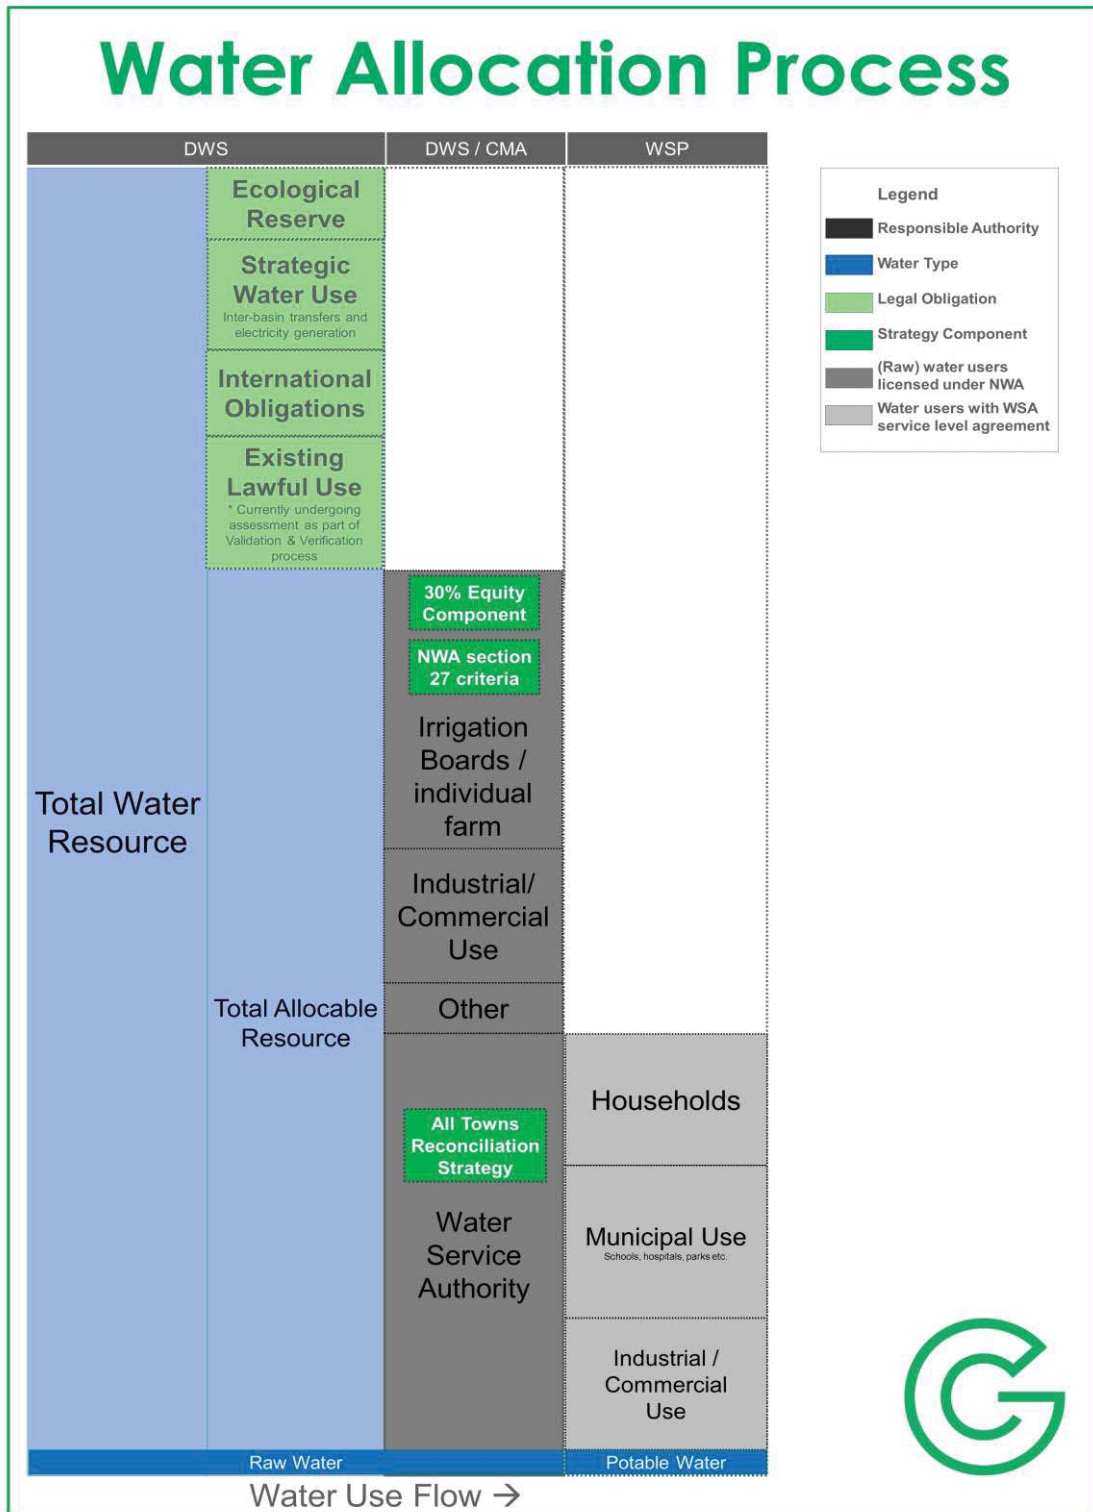 Water Allocation Process
DWS
DWS / CMA
WSP
Ecological
Reserve
Strategic
Water Use
Inter-basin transfers and
electricity generation
International
Obligations
Existing
Lawful Use
* Currently undergoing
assessment as part of
Validation & Verification
process
Total Water
Resource
Total Allocable
Resource
30% Equity
Component
NWA section
27 criteria
Irrigation
Boards /
individual
farm
Industrial/
Commercial
Use
Other
All Towns
Reconciliation
Strategy
Water
Service
Authority
Households
Municipal Use
Schools, hospitals, parks etc.
Industrial /
Commercial
Use
Raw Water
Potable Water
Water Use Flow →
Legend
Responsible Authority
Water Type
Legal Obligation
Strategy Component
(Raw) water users
licensed under NWA
Water users with WSA
service level agreement